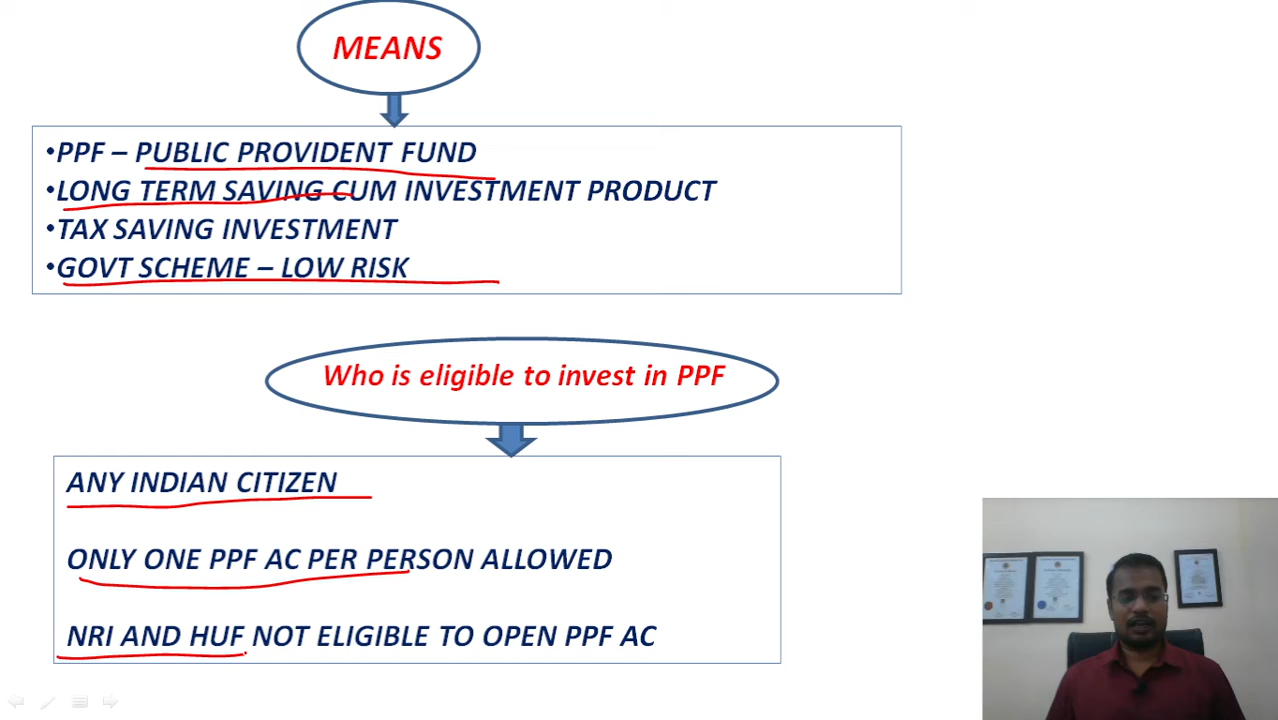 MEANS
•PPF – PUBLIC PROVIDENT FUND
•LONG TERM SAVING CUM INVESTMENT PRODUCT
•TAX SAVING INVESTMENT
•GOVT SCHEME – LOW RISK
Who is eligible to invest in PPF
ANY INDIAN CITIZEN
ONLY ONE PPF AC PER PERSON ALLOWED
NRI AND HUF NOT ELIGIBLE TO OPEN PPF AC